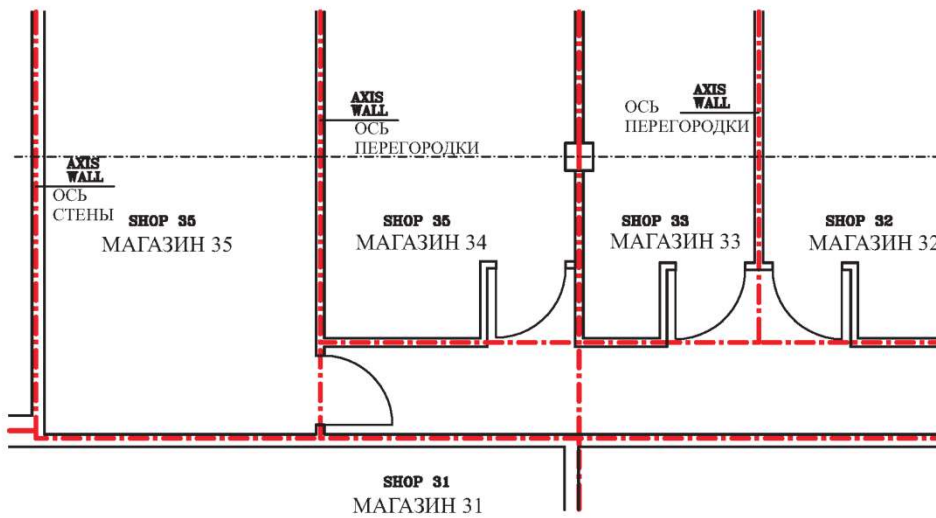 AXIS
WALL
ОСЬ
ПЕРЕГОРОДКИ
AXIS
WALL
ОСЬ
ПЕРЕГОРОДКИ
AXIS
WALL
ОСЬ
СТЕНЫ
SHOP 35
МАГАЗИН 35
SHOP 35
МАГАЗИН 34
SHOP 33
МАГАЗИН 33
SHOP 32
МАГАЗИН 32
SHOP 31
МАГАЗИН 31